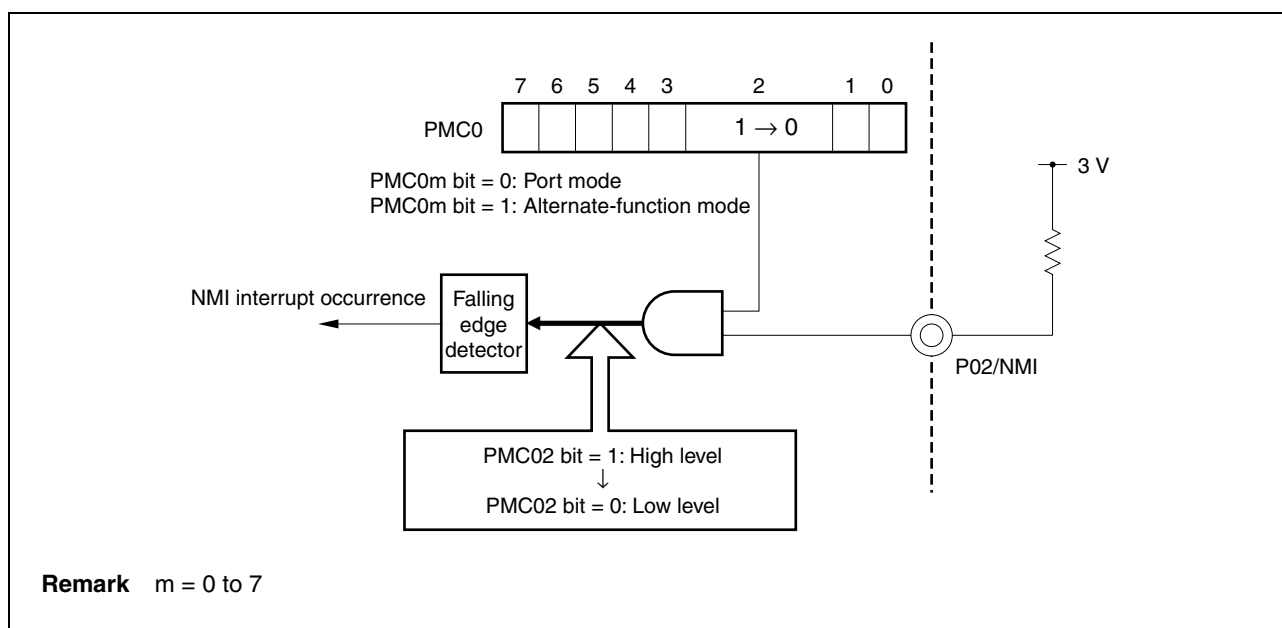 7 6 5 4 3 2 1 0
PMC0
1 → 0
3 V
PMC0m bit = 0: Port mode
PMC0m bit = 1: Alternate-function mode
NMI interrupt occurrence
Falling
edge
detector
P02/NMI
PMC02 bit = 1: High level
↓
PMC02 bit = 0: Low level
Remark m = 0 to 7